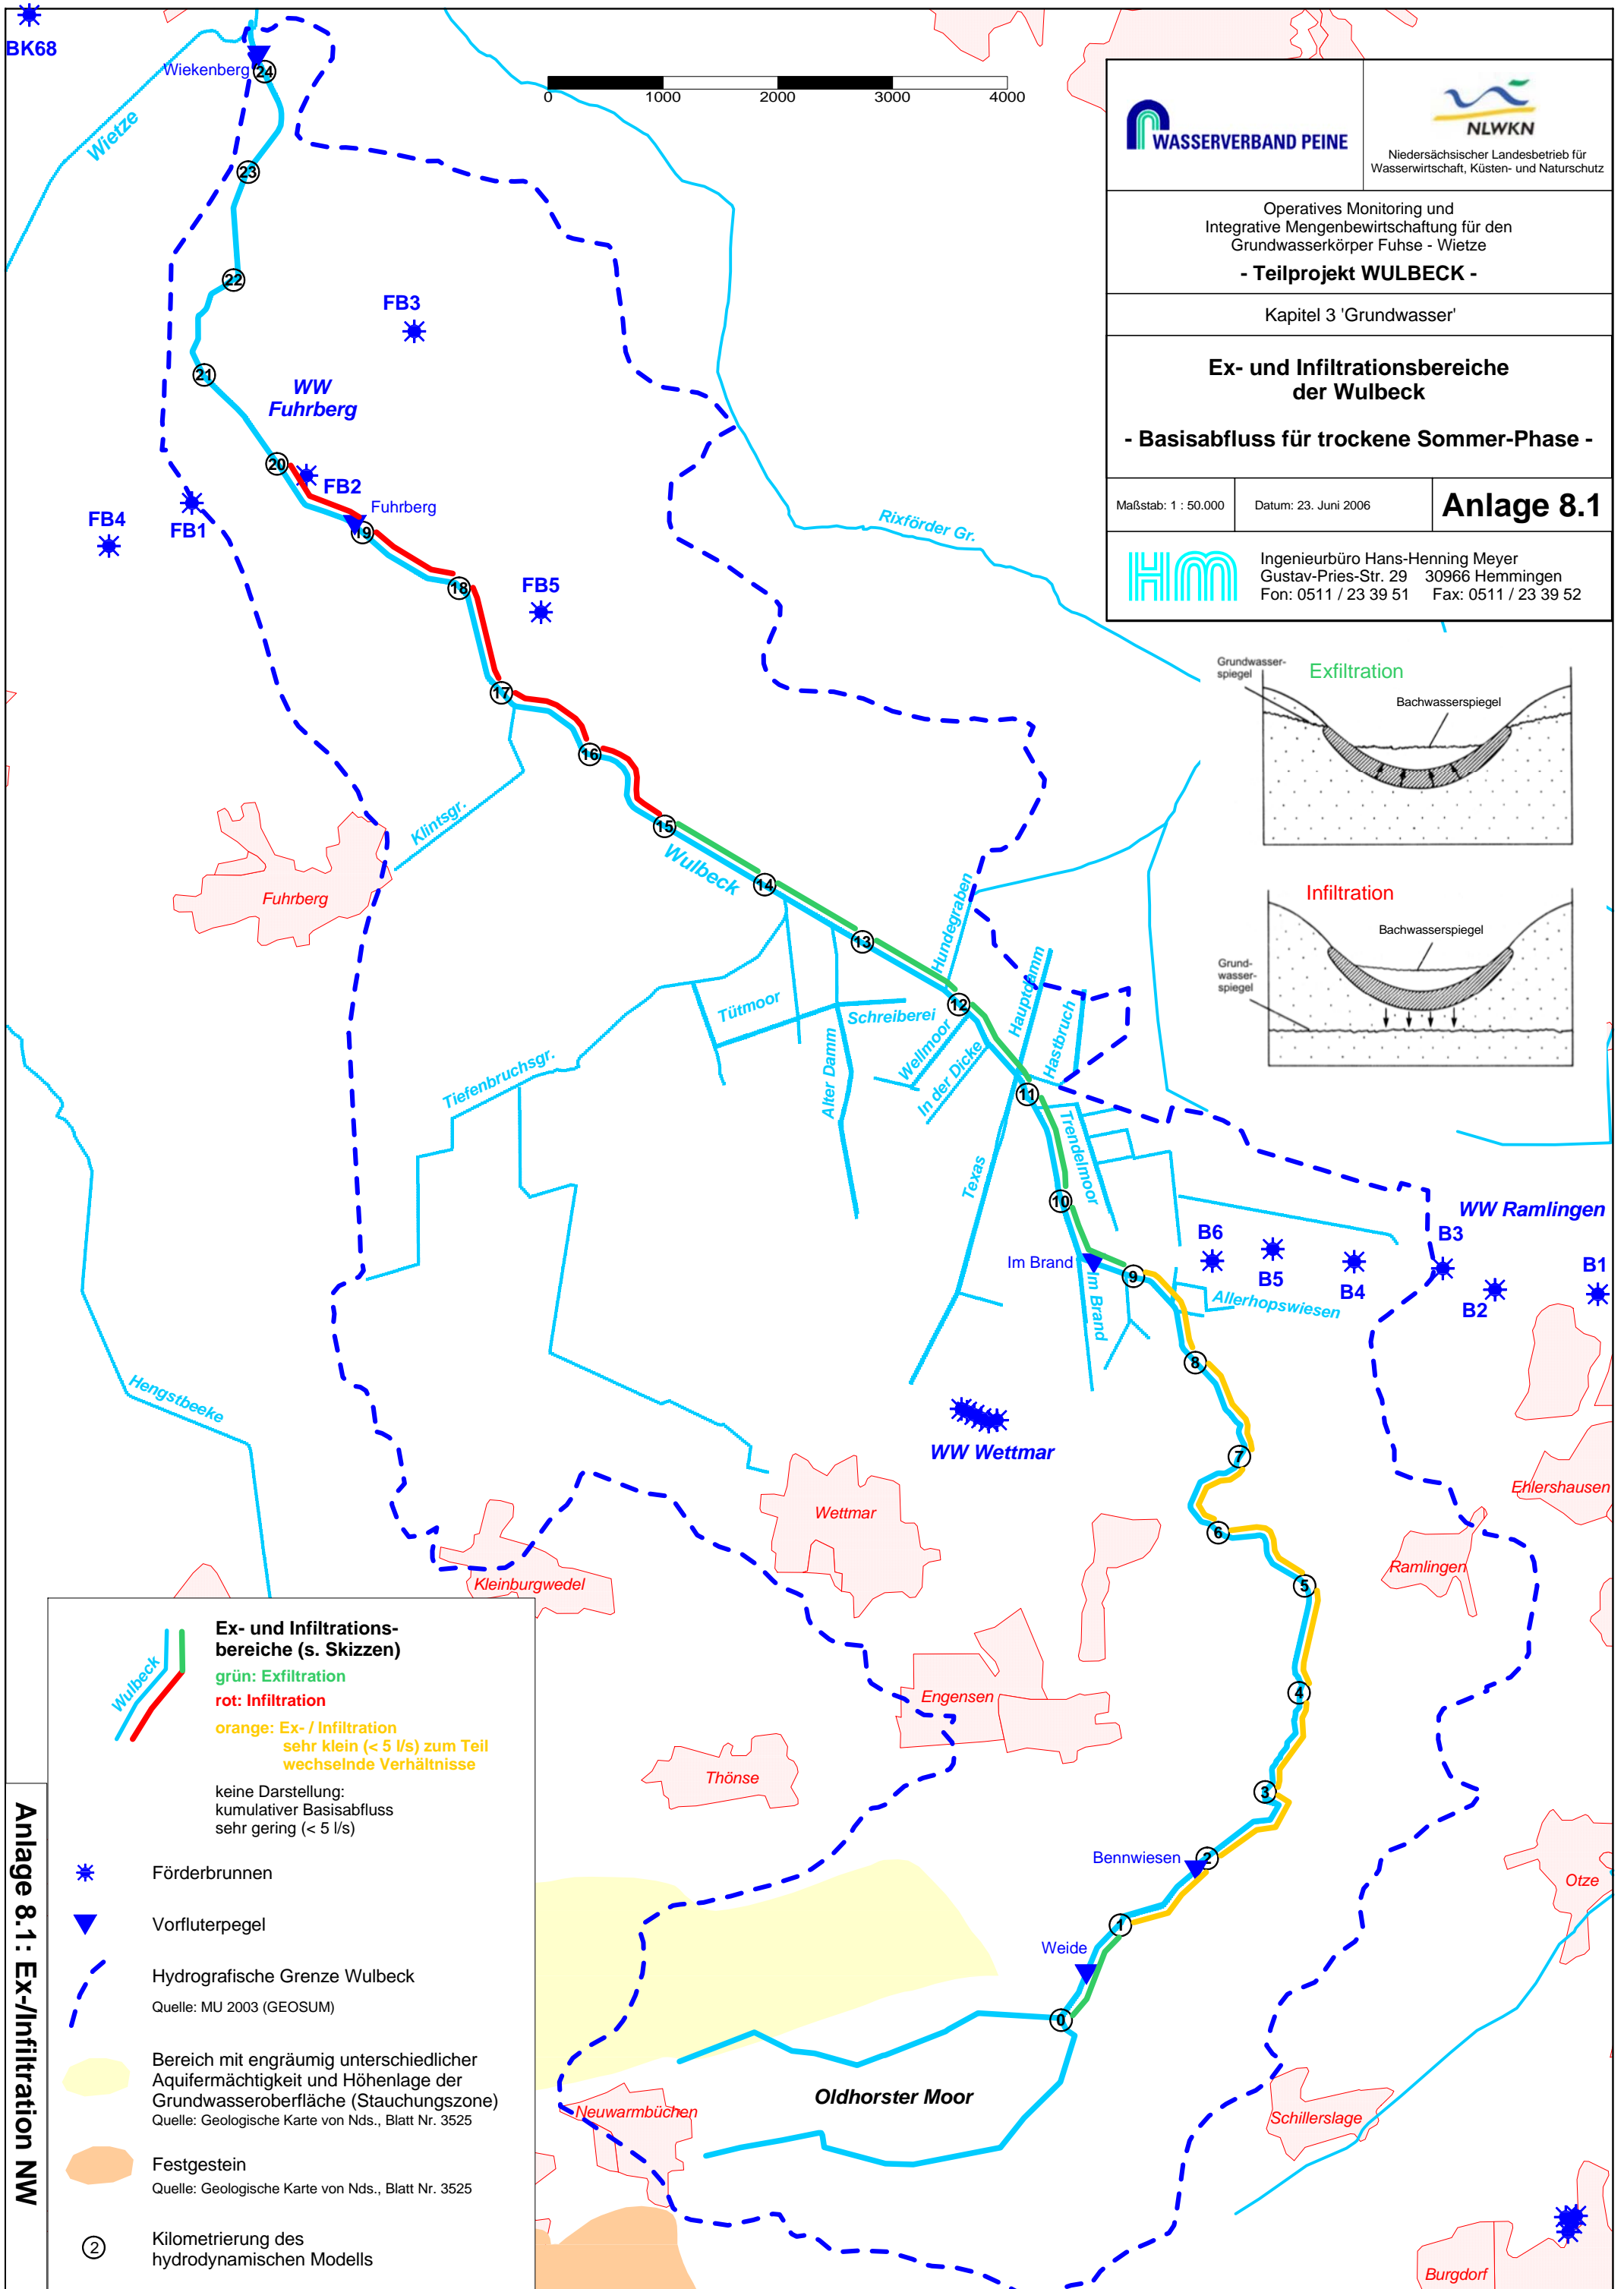 BK68
Wiekenberg
24
Wietze
0 1000 2000 3000 4000
WASSERVERBAND PEINE
NLWKN
Niedersächsischer Landesbetrieb für
Wasserwirtschaft, Küsten- und Naturschutz
Operatives Monitoring und
Integrative Mengenbewirtschaftung für den
Grundwasserkörper Fuhse - Wietze
- Teilprojekt WULBECK -
Kapitel 3 'Grundwasser'
Ex- und Infiltrationsbereiche
der Wulbeck
- Basisabfluss für trockene Sommer-Phase -
Maßstab: 1 : 50.000
Datum: 23. Juni 2006
Anlage 8.1
HM
Ingenieurbüro Hans-Henning Meyer
Gustav-Pries-Str. 29 30966 Hemmingen
Fon: 0511 / 23 39 51 Fax: 0511 / 23 39 52
23
22
FB3
21
WW
Fuhrberg
20
FB2
Fuhrberg
19
FB1
FB4
18
FB5
Rixförder Gr.
17
16
Klintsgr.
15
Wulbeck
14
Fuhrberg
13
Hundegraben
12
Hauptdamm
Hastbruch
Tütmoor
Schreiberei
Wellmoor
In der Dicke
Alter Damm
Tiefenbruchsgr.
11
Trendelmoor
Texas
10
Grundwasser-
spiegel
Exfiltration
Bachwasserspiegel
Infiltration
Bachwasserspiegel
Grund-
wasser-
spiegel
WW Ramlingen
B6
B5
B4
B3
B2
B1
Im Brand
9
Im Brand
Allerhopswiesen
8
Hengstbeeke
WW Wettmar
7
Wettmar
Ehlershausen
6
Ramlingen
Kleinburgwedel
5
4
Engensen
Thönse
3
Bennwiesen
2
Otze
1
Weide
0
Oldhorster Moor
Neuwarmbüchen
Schillerslage
Burgdorf
Wulbeck
Ex- und Infiltrations-
bereiche (s. Skizzen)
grün: Exfiltration
rot: Infiltration
orange: Ex- / Infiltration
sehr klein (< 5 l/s) zum Teil
wechselnde Verhältnisse
keine Darstellung:
kumulativer Basisabfluss
sehr gering (< 5 l/s)
Förderbrunnen
Vorfluterpegel
Hydrografische Grenze Wulbeck
Quelle: MU 2003 (GEOSUM)
Bereich mit engräumig unterschiedlicher
Aquifermächtigkeit und Höhenlage der
Grundwasseroberfläche (Stauchungszone)
Quelle: Geologische Karte von Nds., Blatt Nr. 3525
Festgestein
Quelle: Geologische Karte von Nds., Blatt Nr. 3525
2
Kilometrierung des
hydrodynamischen Modells
Anlage 8.1: Ex-/Infiltration NW